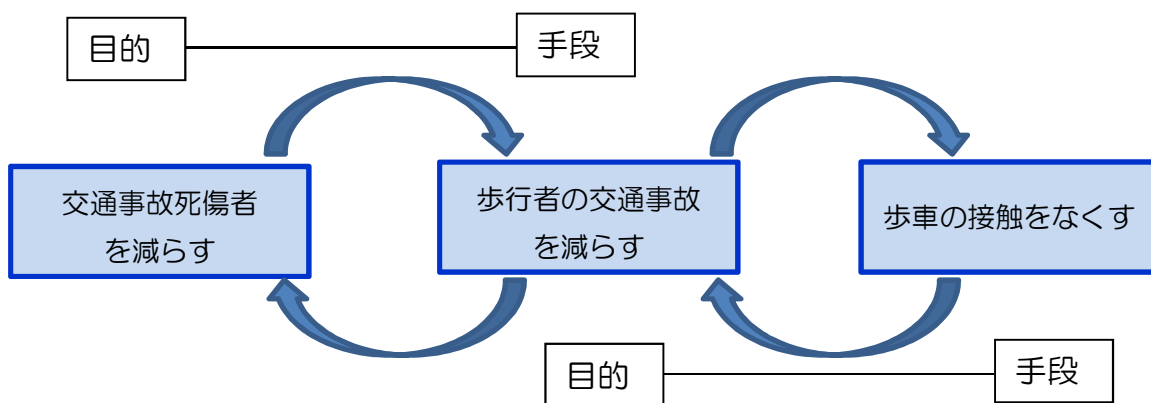 目的
手段
交通事故死傷者
を減らす
歩行者の交通事故
を減らす
歩車の接触をなくす
目的
手段